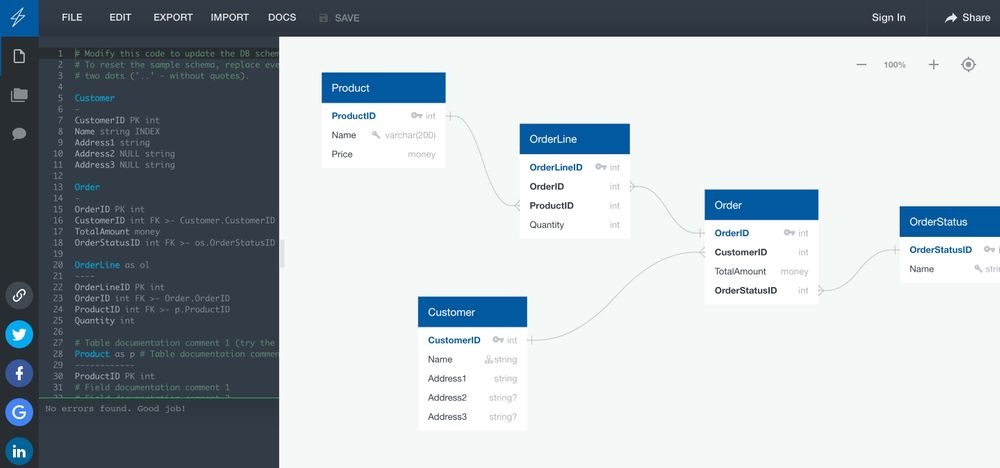 FILE EDIT EXPORT IMPORT DOCS SAVE Sign In Share
1 # Modify this code to update the DB schem
2 # To reset the sample schema, replace eve
3 # two dots ('..' - without quotes).
4
5 Customer
6 -
7 CustomerID PK int
8 Name string INDEX
9 Address1 string
10 Address2 NULL string
11 Address3 NULL string
12
13 Order
14 -
15 OrderID PK int
16 CustomerID int FK >- Customer.CustomerID
17 TotalAmount money
18 OrderStatusID int FK >- os.OrderStatusID
19
20 OrderLine as ol
21 ----
22 OrderLineID PK int
23 OrderID int FK >- Order.OrderID
24 ProductID int FK >- p.ProductID
25 Quantity int
26
27 # Table documentation comment 1 (try the
28 Product as p # Table documentation commen
29 ------------
30 ProductID PK int
31 # Field documentation comment 1
32 # Field documentation comment 2
No errors found. Good job!
100%
Product
ProductID int
Name varchar(200)
Price money
OrderLine
OrderLineID int
OrderID int
ProductID int
Quantity int
Order
OrderID int
CustomerID int
TotalAmount money
OrderStatusID int
OrderStatus
OrderStatusID i
Name stri
Customer
CustomerID int
Name string
Address1 string
Address2 string?
Address3 string?